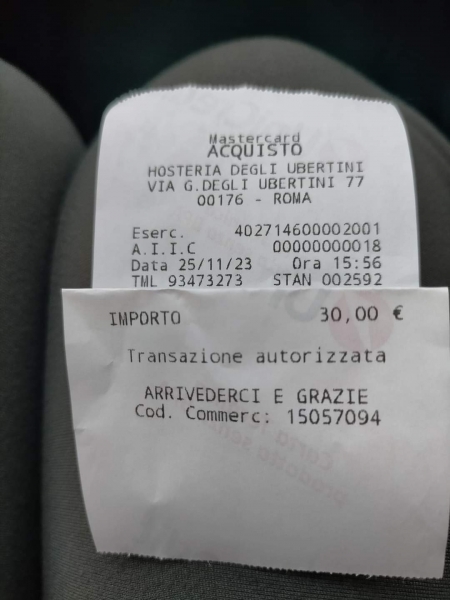 Mastercard
ACQUISTO
HOSTERIA DEGLI UBERTINI
VIA G.DEGLI UBERTINI 77
00176 - ROMA
Eserc. 402714600002001
A.I.I.C 00000000018
Data 25/11/23 Ora 15:56
TML 93473273 STAN 002592
IMPORTO 30,00 €
Transazione autorizzata
ARRIVEDERCI E GRAZIE
Cod. Commerc: 15057094